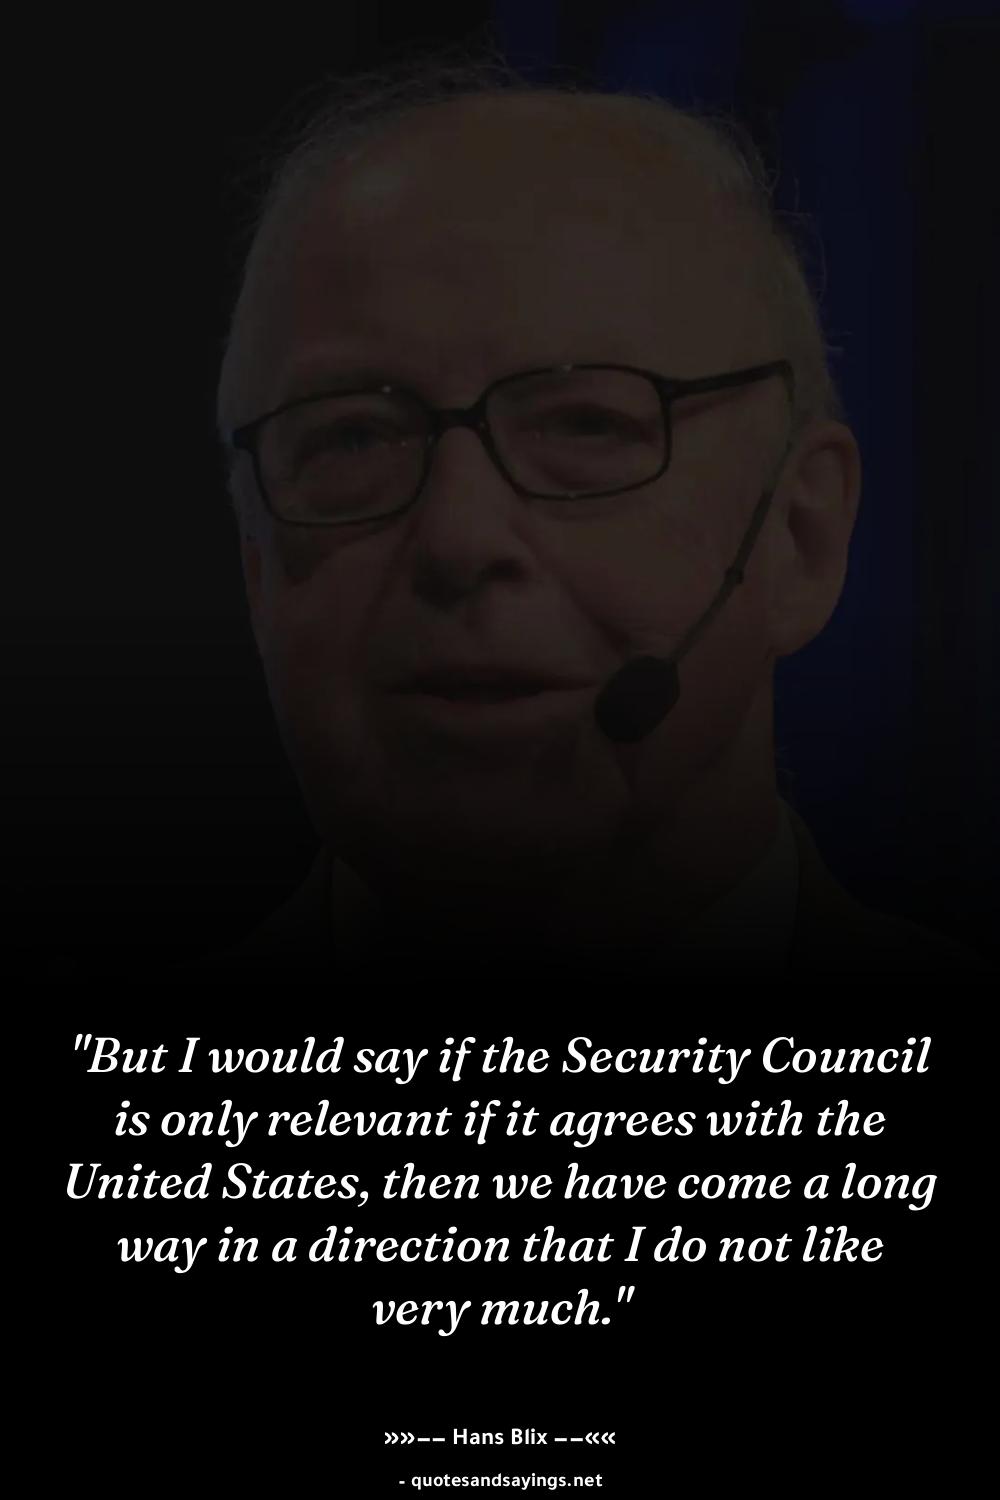 "But I would say if the Security Council
is only relevant if it agrees with the
United States, then we have come a long
way in a direction that I do not like
very much."
»»–– Hans Blix ––««
- quotesandsayings.net